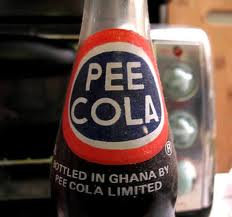 PEE
COLA
®
BOTTLED IN GHANA BY
PEE COLA LIMITED